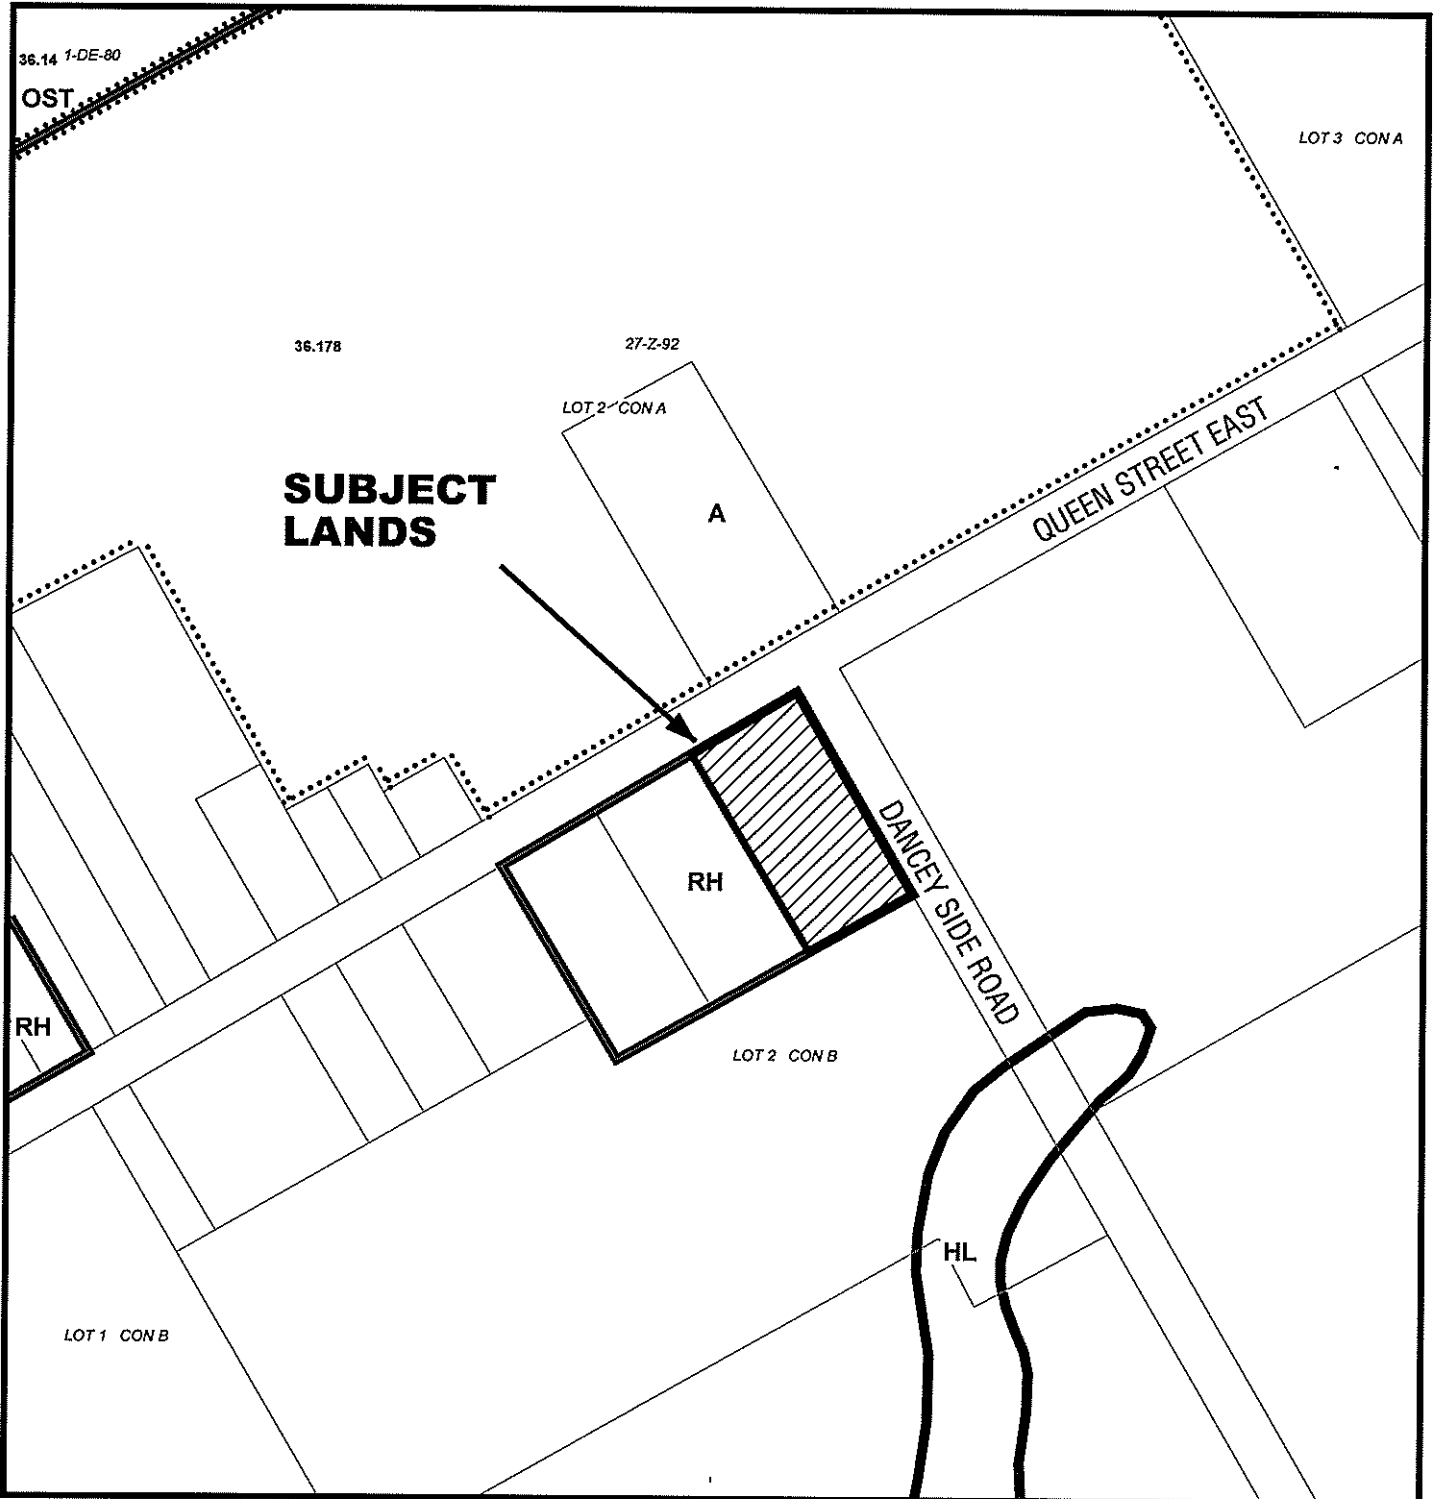 36.14 1-DE-80
OST
LOT 3 CON A
36.178
27-Z-92
LOT 2 CON A
SUBJECT
LANDS
A
QUEEN STREET EAST
DANCEY SIDE ROAD
RH
RH
LOT 2 CON B
HL
LOT 1 CON B